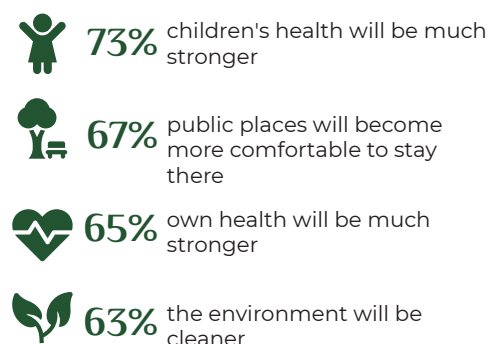 73% children's health will be much
stronger
67% public places will become
more comfortable to stay
there
65% own health will be much
stronger
63% the environment will be
cleaner